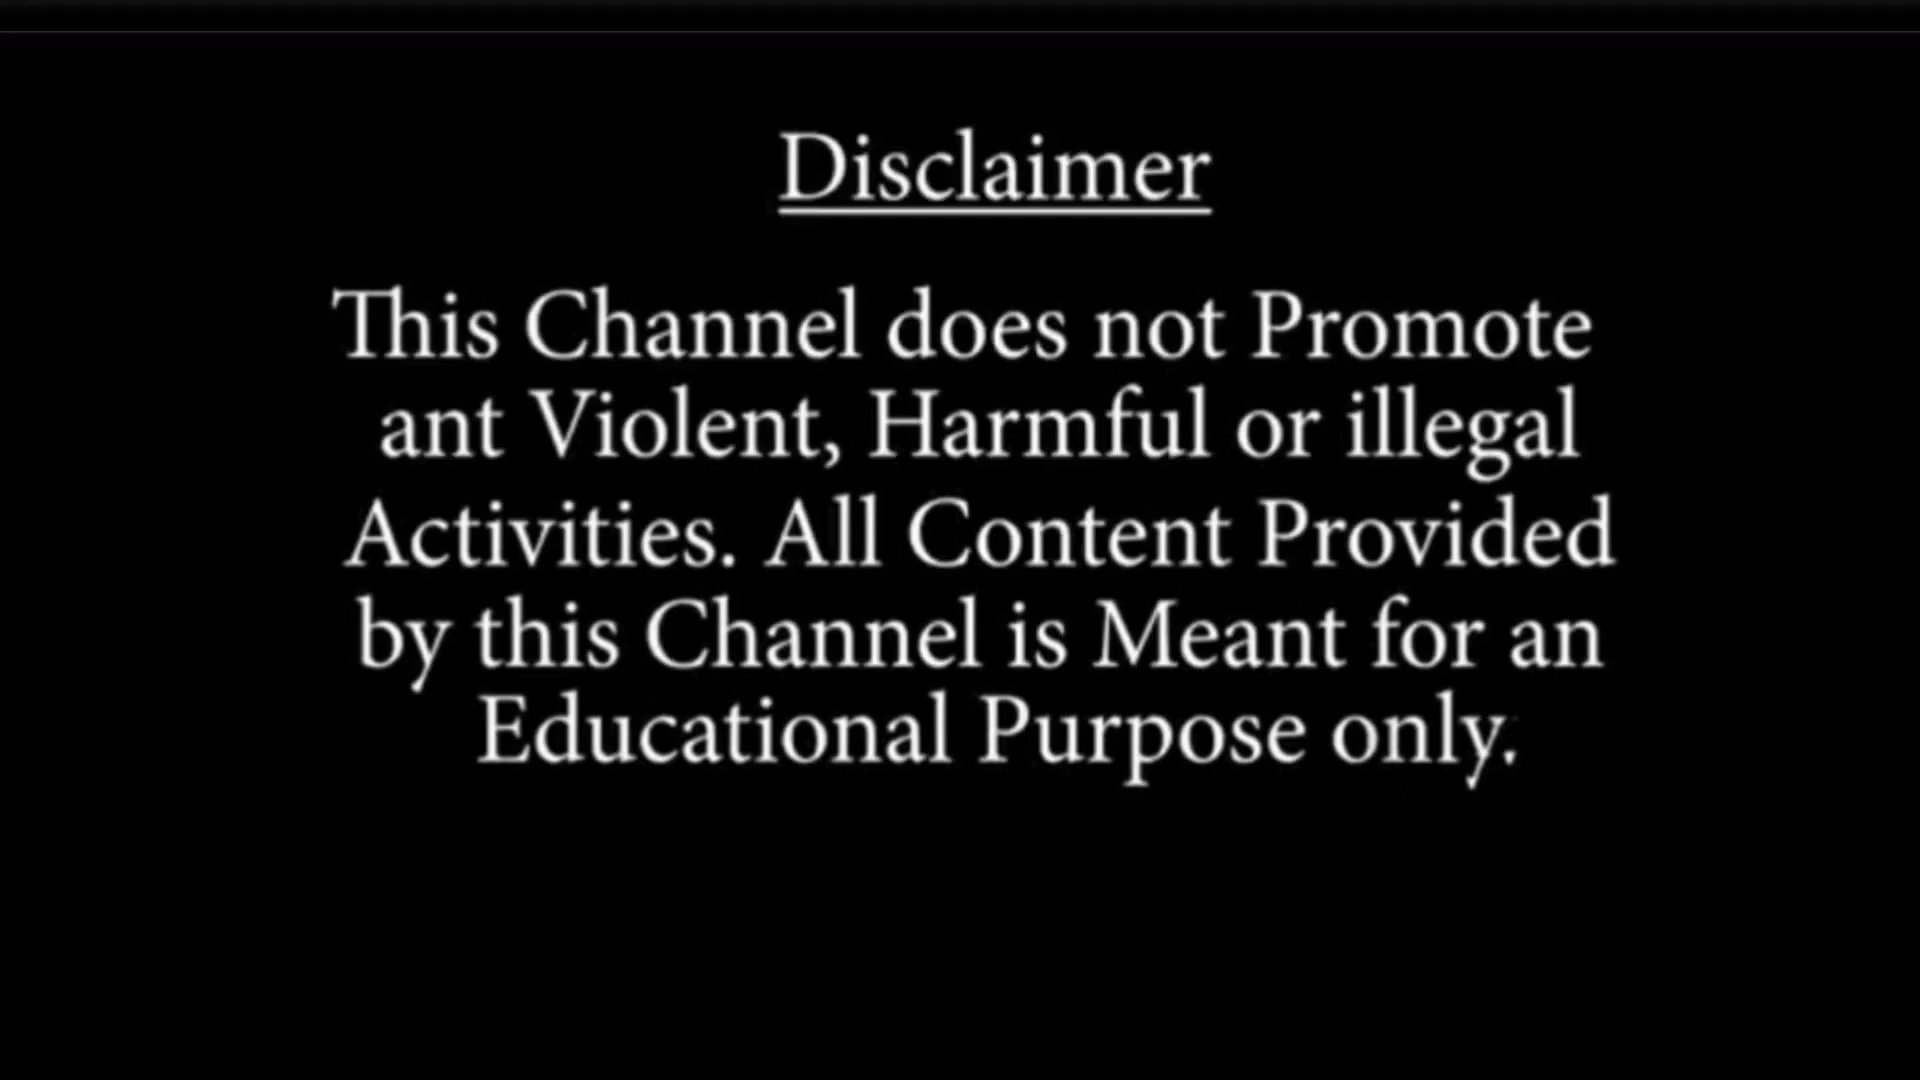 Disclaimer
This Channel does not Promote
ant Violent, Harmful or illegal
Activities. All Content Provided
by this Channel is Meant for an
Educational Purpose only.